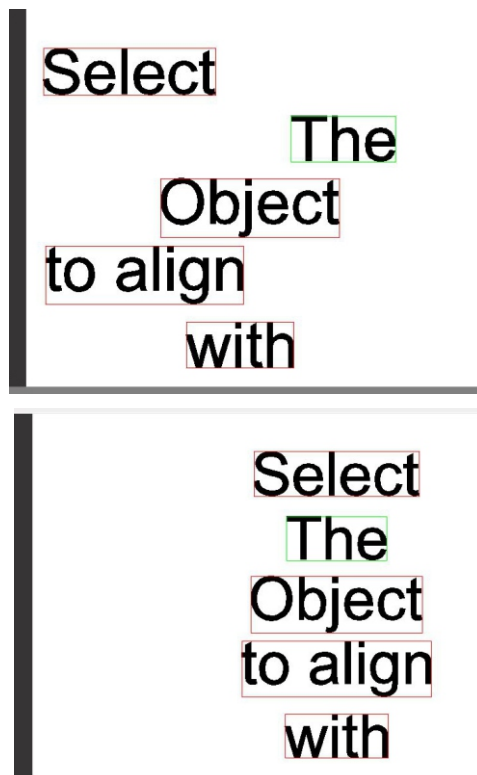 Select
The
Object
to align
with
Select
The
Object
to align
with